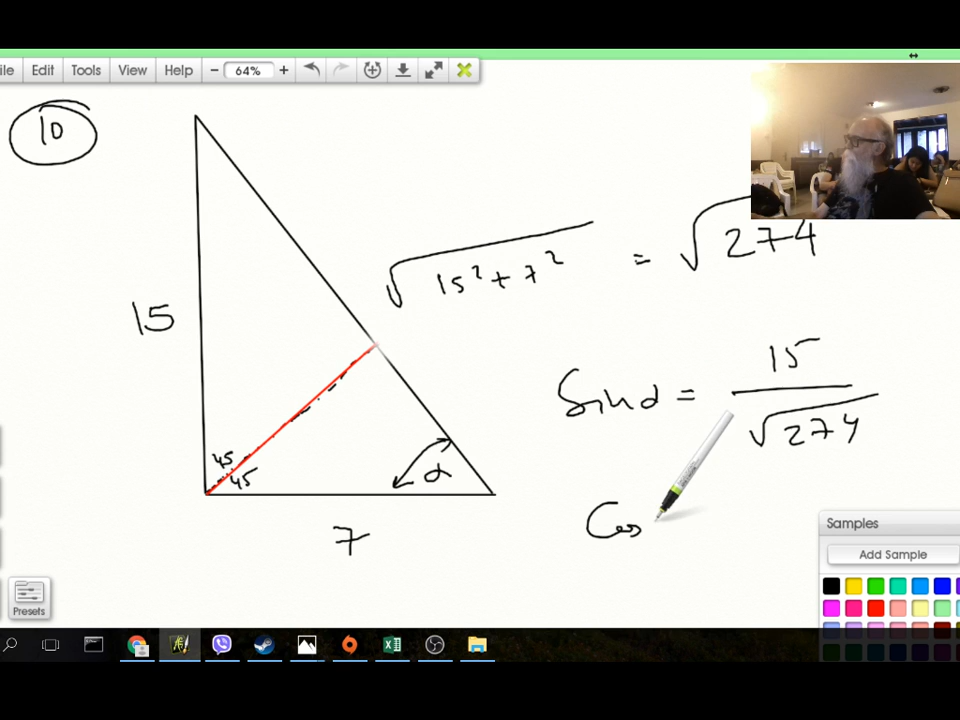 ile Edit Tools View Help − 64% +
10
15
√15² + 7² = √274
sin α = 15 / √274
45
45
α
Cos
7
Samples
Add Sample
Presets